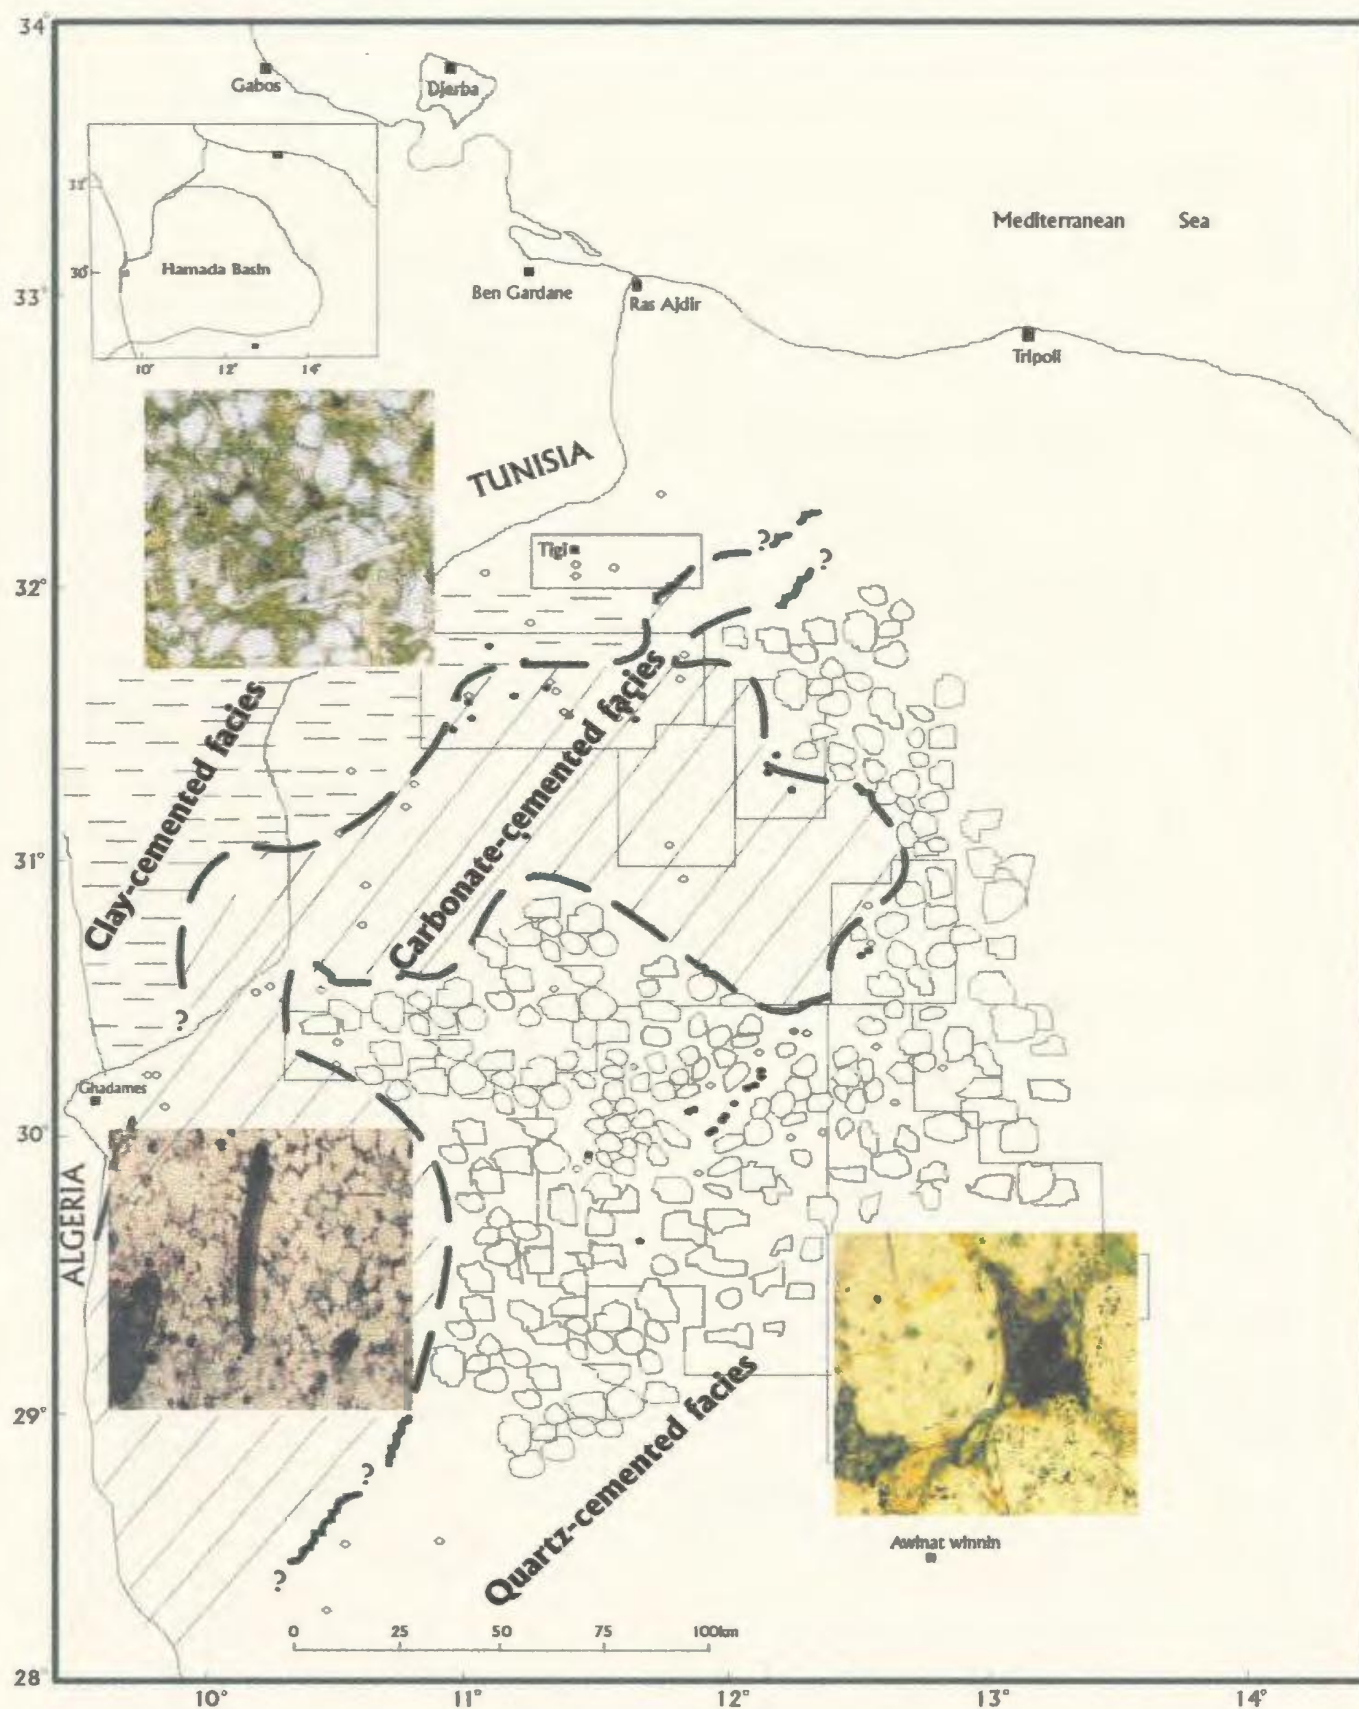 34°
Gabos
Djerba
31°
Mediterranean Sea
Hamada Basin
30°
33°
Ben Gardane
Ras Ajdir
Tripoli
10° 12° 14°
TUNISIA
Tigi
?
?
32°
Clay-cemented facies
Carbonate-cemented facies
31°
?
Ghadames
30°
ALGERIA
29°
?
Quartz-cemented facies
Awinat winnin
?
0 25 50 75 100km
28°
10° 11° 12° 13° 14°